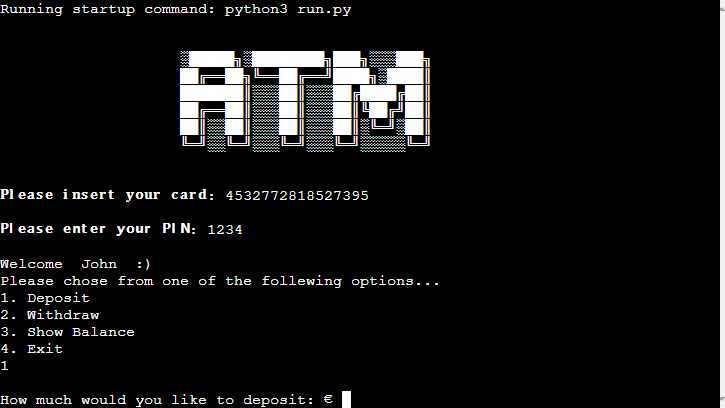 Running startup command: python3 run.py
ATM
Please insert your card: 4532772818527395
Please enter your PIN: 1234
Welcome  John  :)
Please chose from one of the following options...
1. Deposit
2. Withdraw
3. Show Balance
4. Exit
1
How much would you like to deposit: €